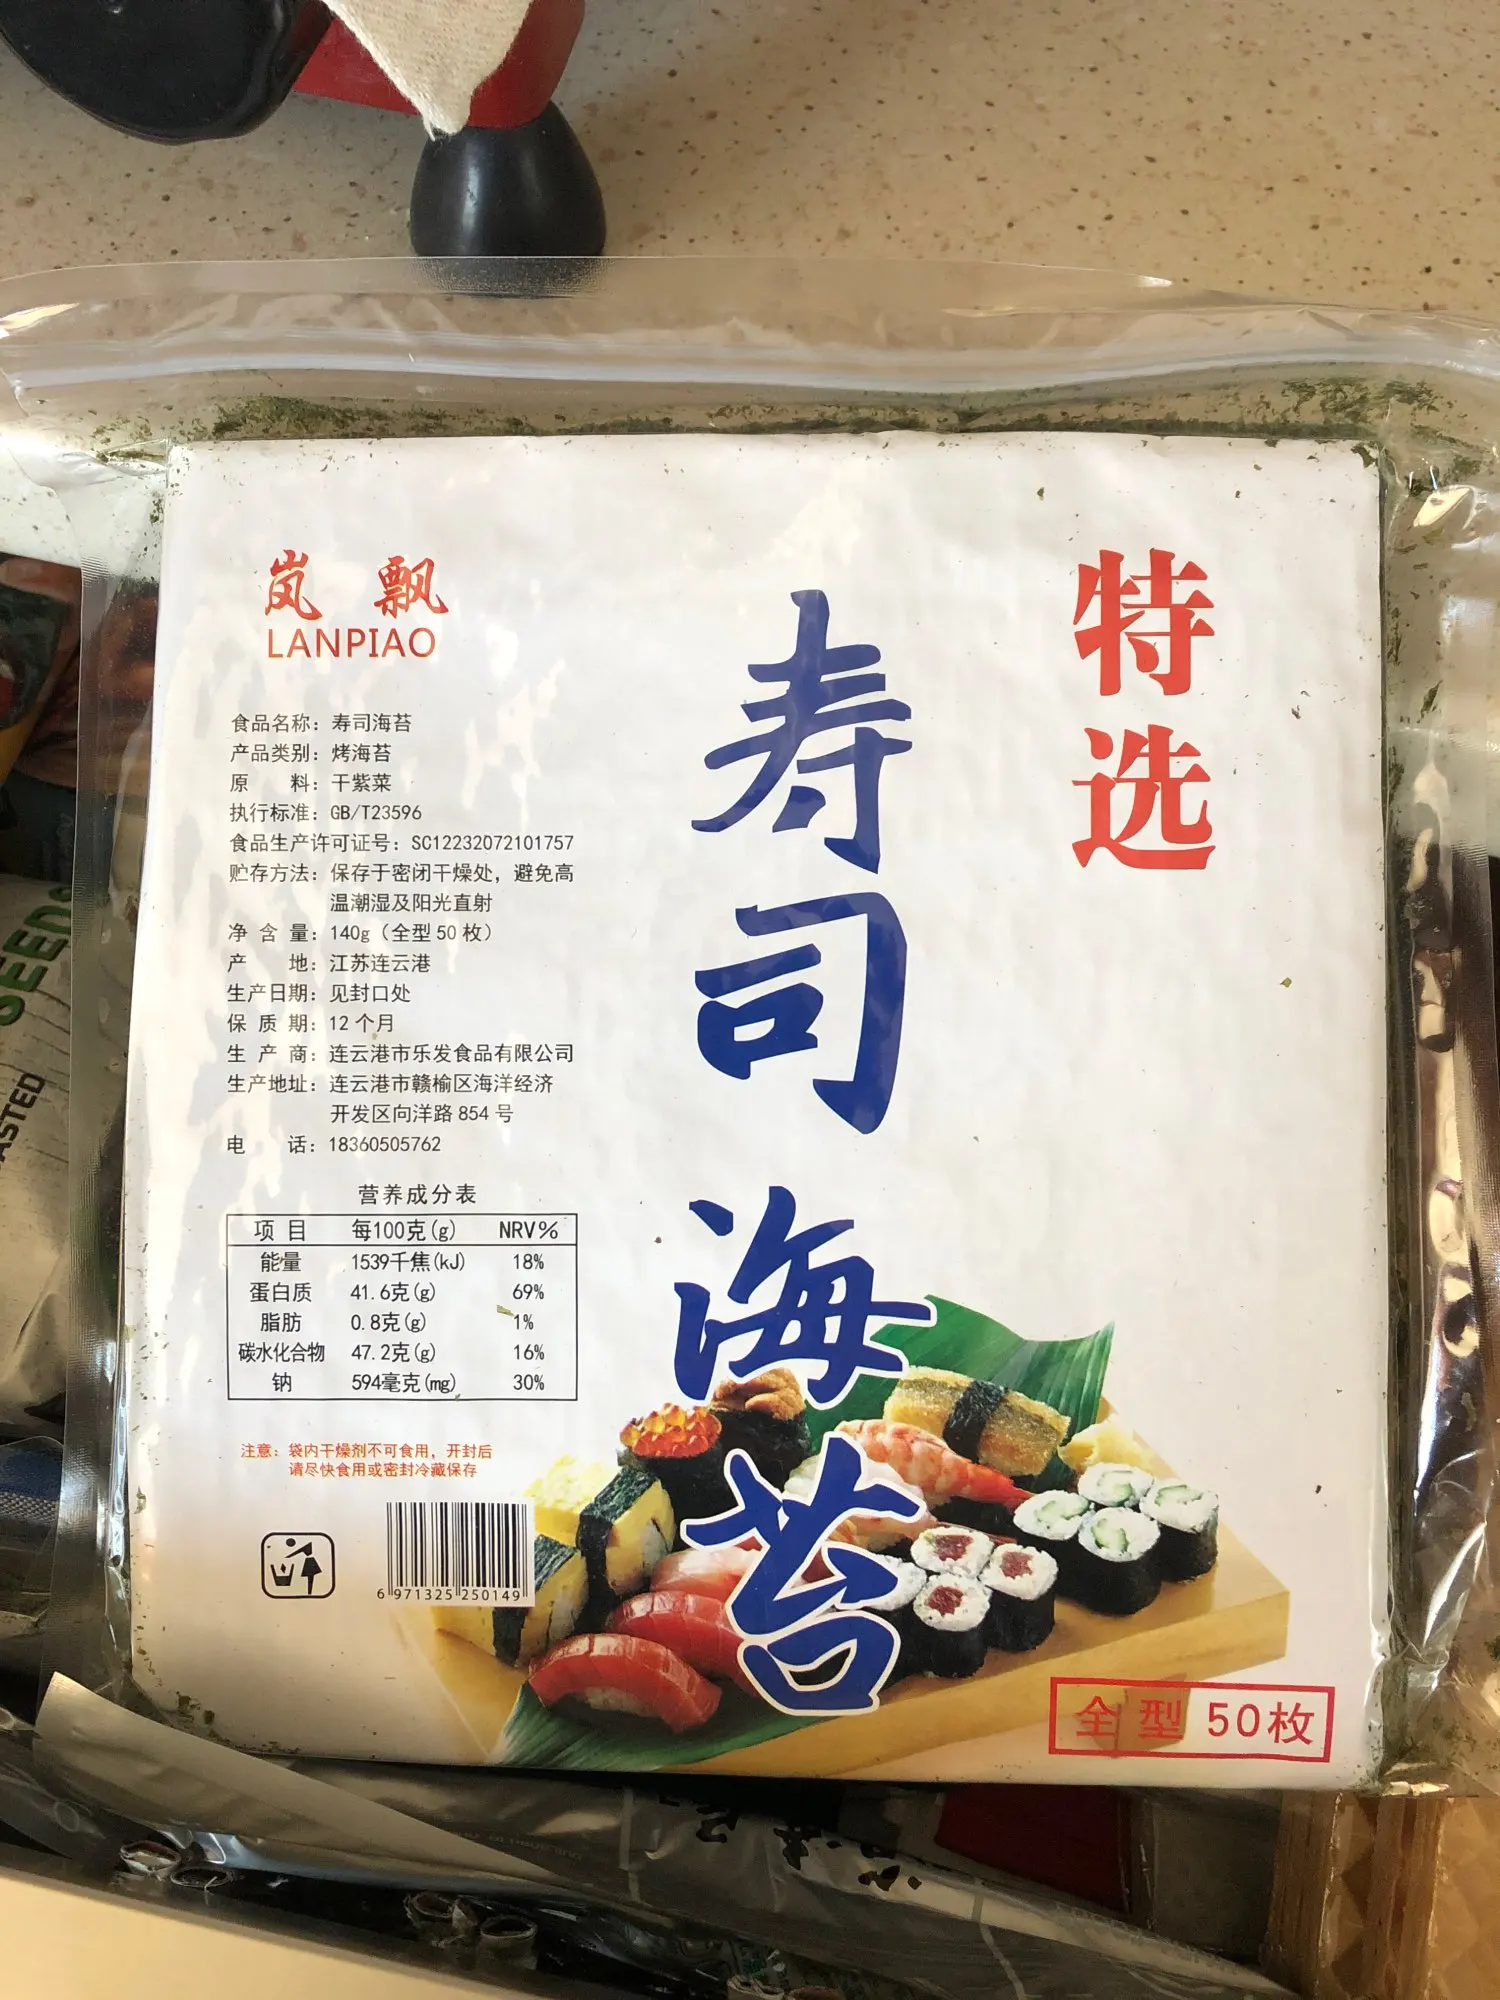 岚飘
LANPIAO
特选
寿司海苔
食品名称：寿司海苔
产品类别：烤海苔
原　　料：干紫菜
执行标准：GB/T23596
食品生产许可证号：SC12232072101757
贮存方法：保存于密闭干燥处，避免高
温潮湿及阳光直射
净 含 量：140g（全型50枚）
产　　地：江苏连云港
生产日期：见封口处
保 质 期：12个月
生 产 商：连云港市乐发食品有限公司
生产地址：连云港市赣榆区海洋经济
开发区向洋路854号
电　　话：18360505762
营养成分表
项 目 每100克(g) NRV%
能量 1539千焦(kJ) 18%
蛋白质 41.6克(g) 69%
脂肪 0.8克(g) 1%
碳水化合物 47.2克(g) 16%
钠 594毫克(mg) 30%
注意：袋内干燥剂不可食用，开封后
请尽快食用或密封冷藏保存
6 971325 250149
全型 50枚
SEEDS